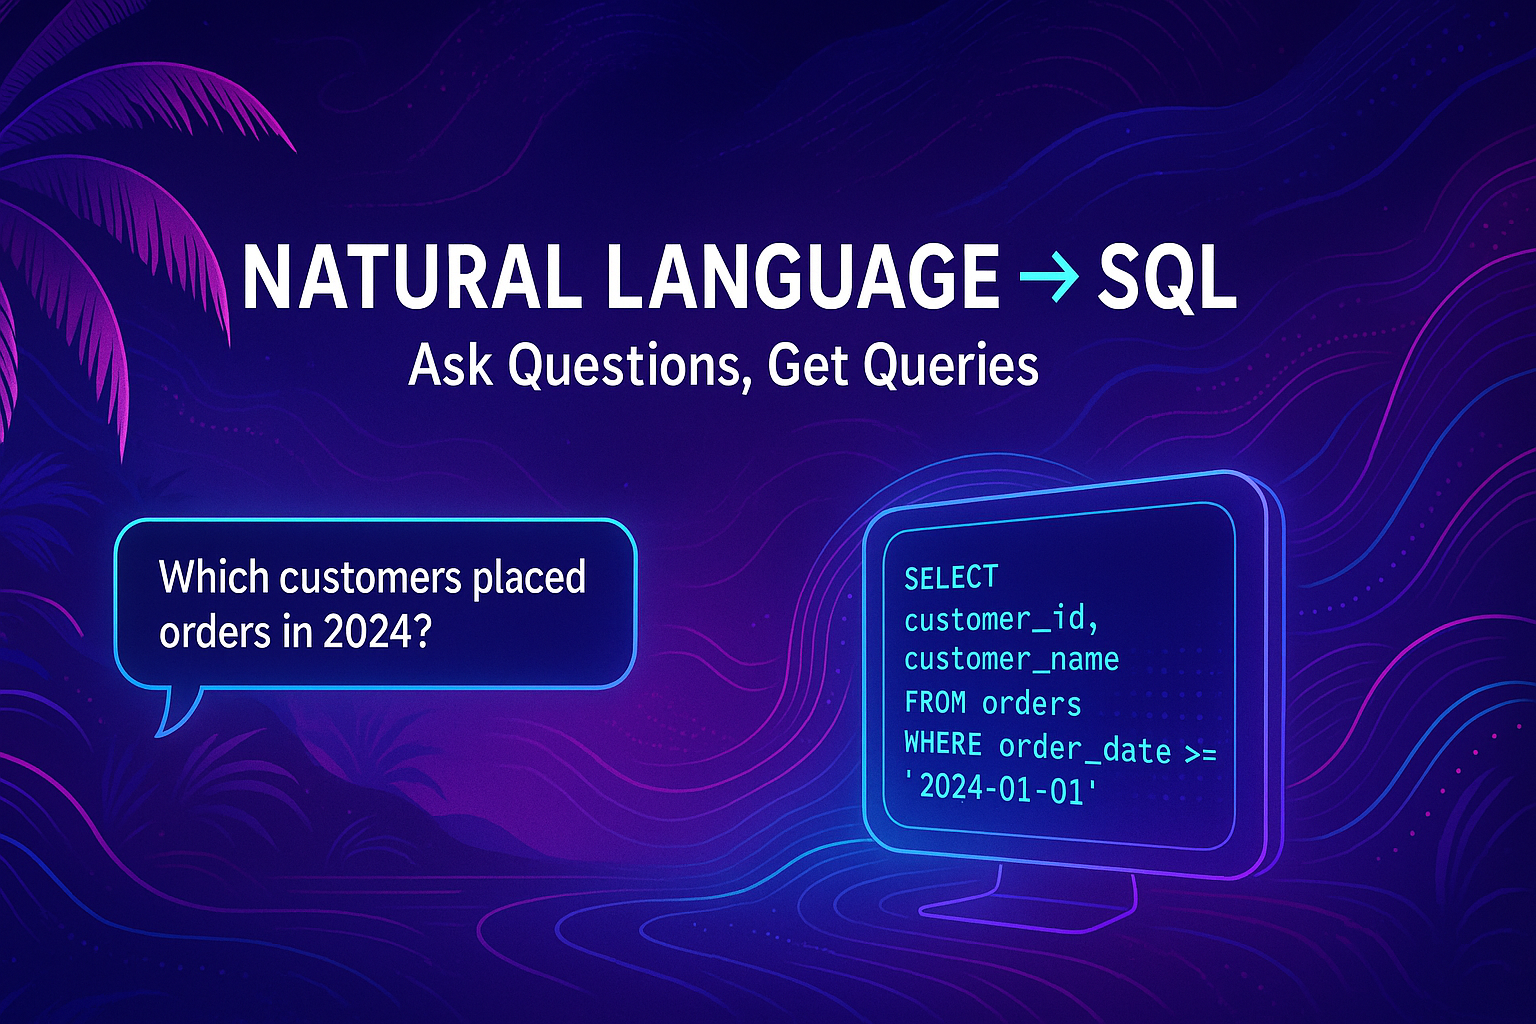 NATURAL LANGUAGE → SQL
Ask Questions, Get Queries
Which customers placed
orders in 2024?
SELECT
customer_id,
customer_name
FROM orders
WHERE order_date >=
'2024-01-01'